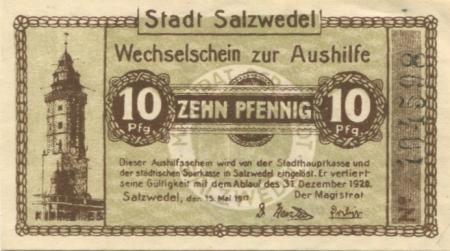 Stadt Salzwedel
Wechselschein zur Aushilfe
10 Pfg.
ZEHN PFENNIG
10 Pfg.
Dieser Aushilfsschein wird von der Stadthauptkasse und
der städtischen Sparkasse in Salzwedel eingelöst. Er verliert
seine Gültigkeit mit dem Ablauf des 31. Dezember 1920.
Salzwedel, den 15. Mai 1917
Der Magistrat